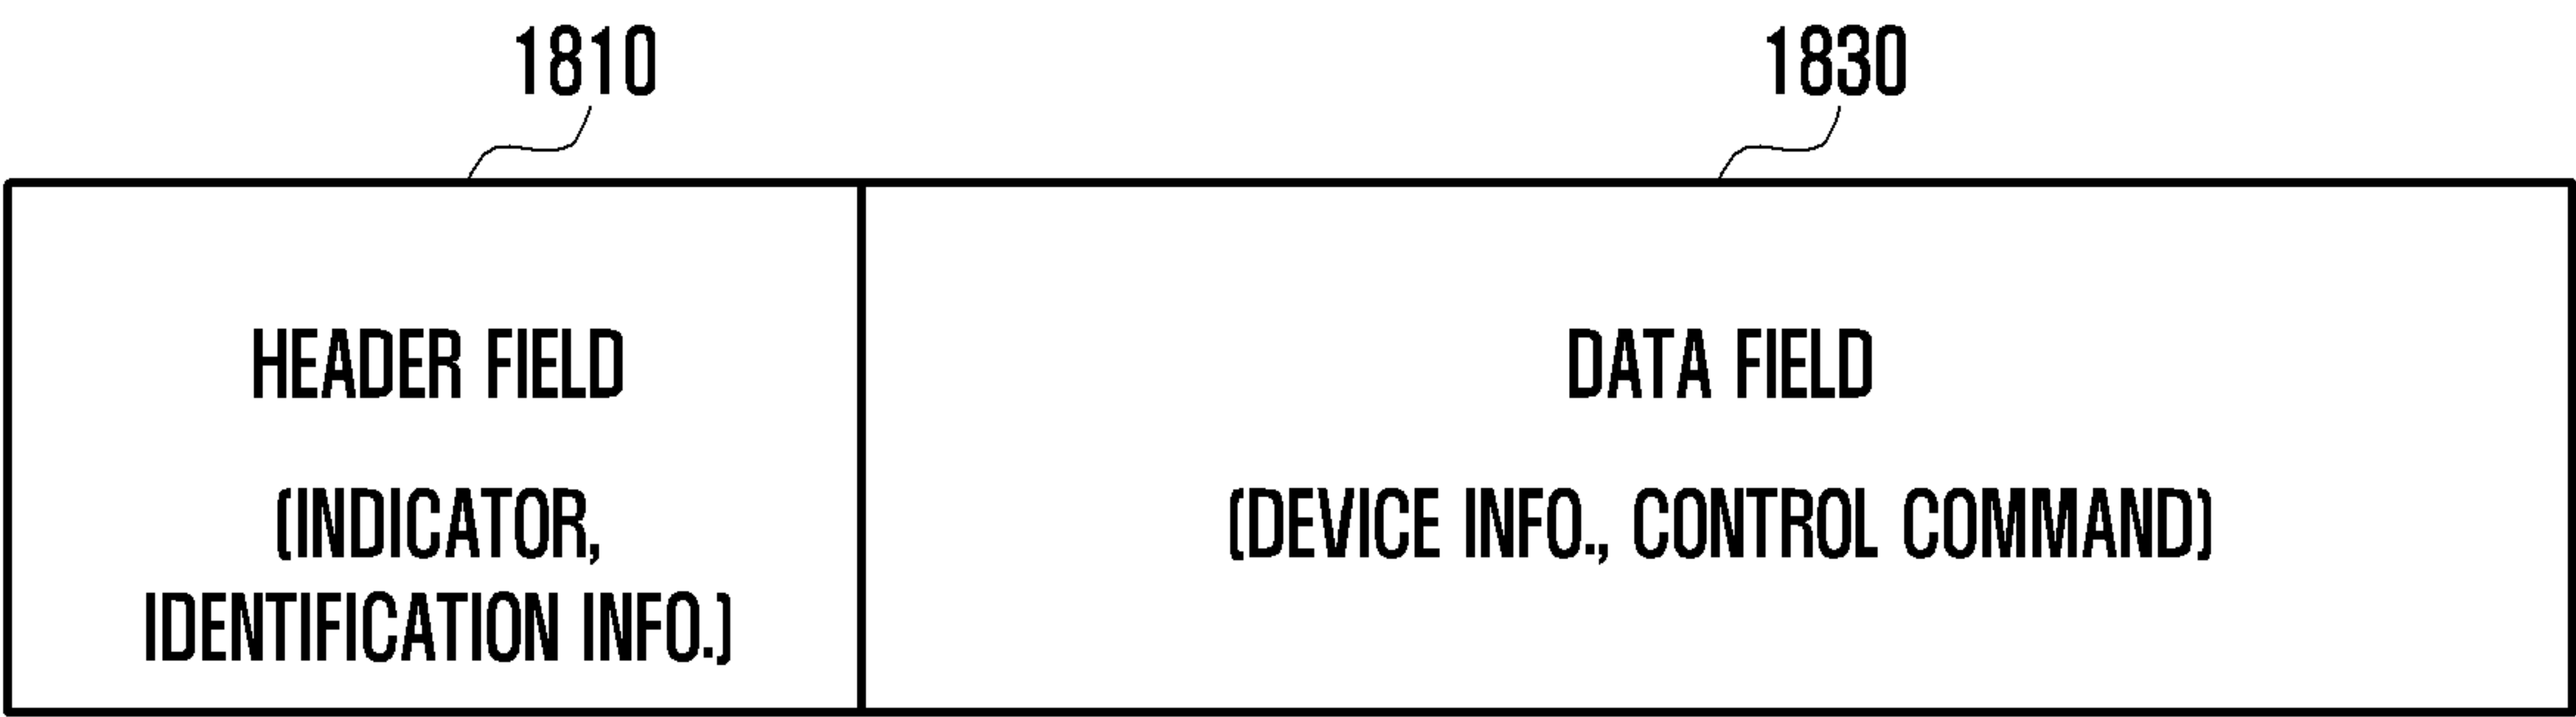 1810
1830
HEADER FIELD
(INDICATOR,
IDENTIFICATION INFO.)
DATA FIELD
(DEVICE INFO., CONTROL COMMAND)